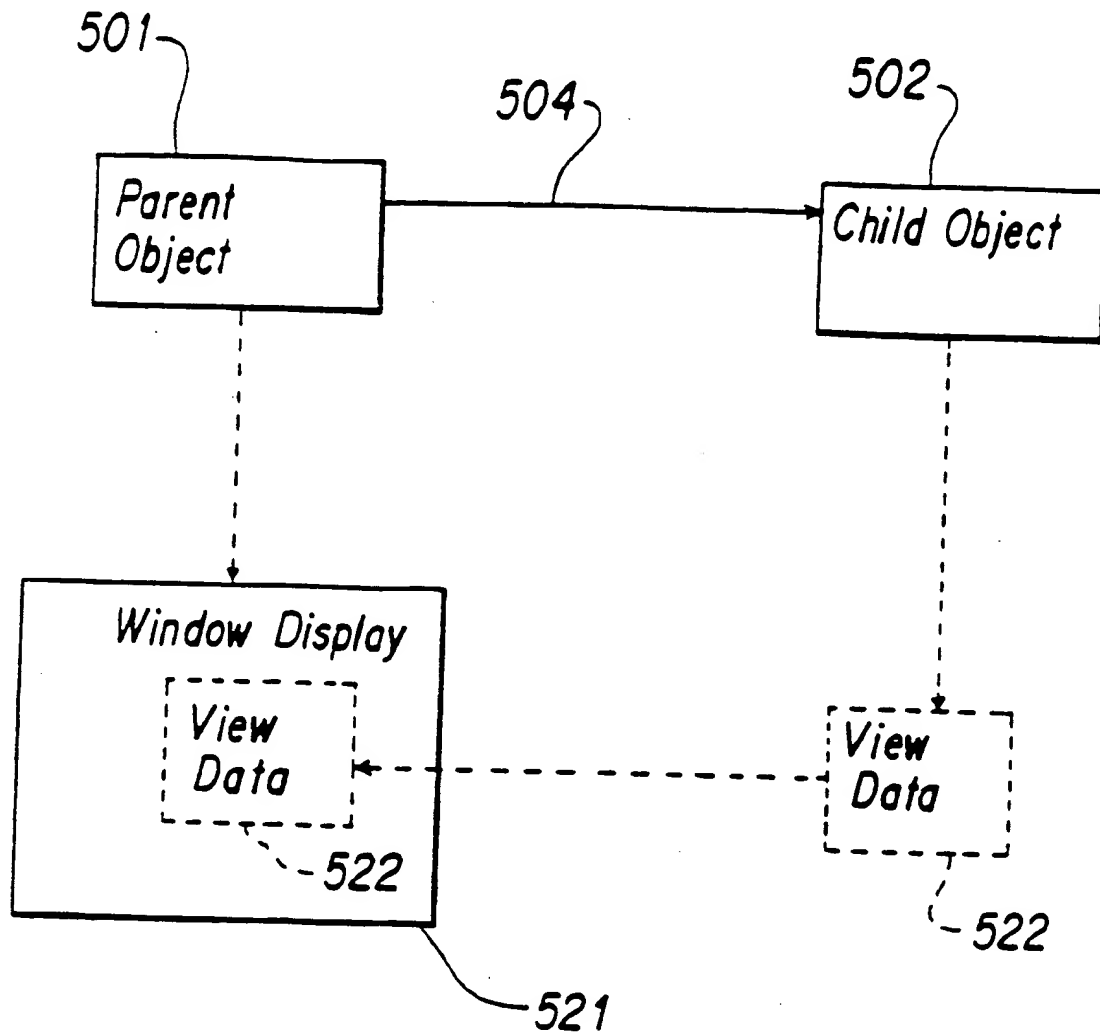 501
504
502
Parent
Object
Child Object
Window Display
View
Data
522
View
Data
522
521